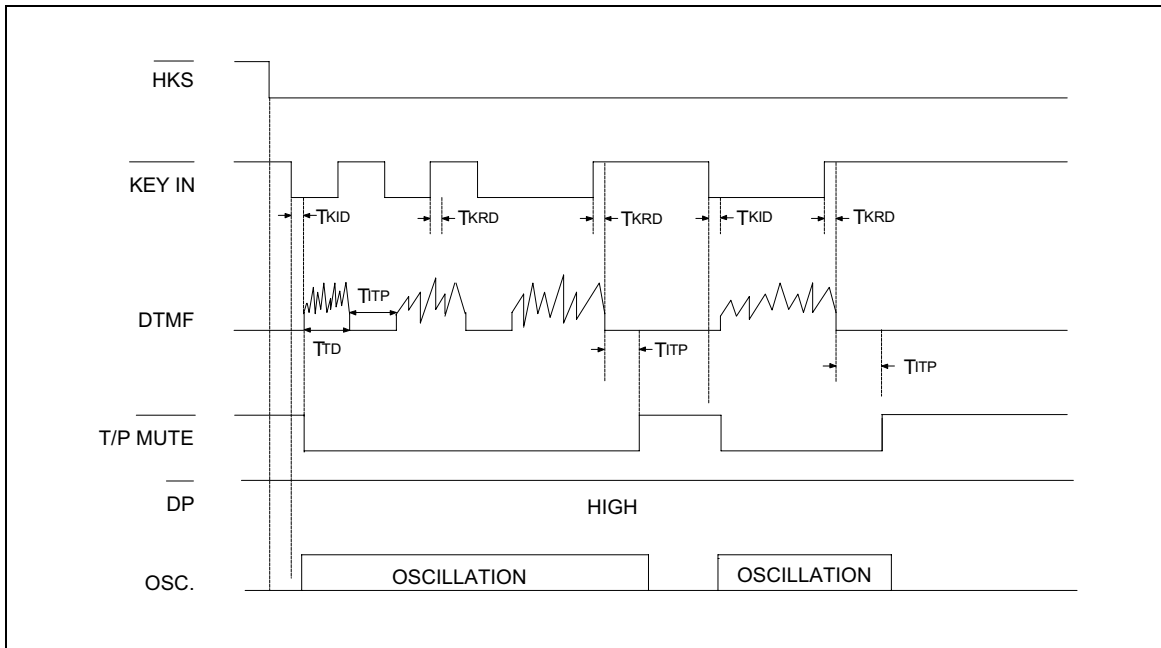 HKS
KEY IN
TKID
TKRD
TKRD
TKID
TKRD
DTMF
TITP
TTD
TITP
TITP
T/P MUTE
DP
HIGH
OSC.
OSCILLATION
OSCILLATION